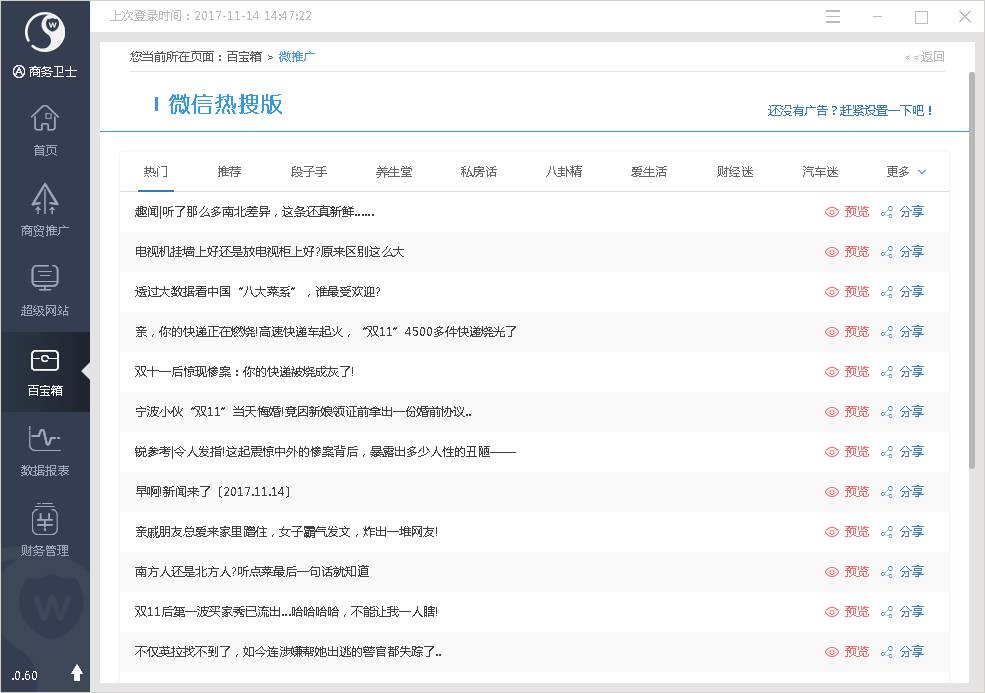 上次登录时间：2017-11-14 14:47:22
商务卫士
首页
商贸推广
超级网站
百宝箱
数据报表
财务管理
.0.60
您当前所在页面：百宝箱 > 微推广
<<返回
微信热搜版
还没有广告？赶紧设置一下吧！
热门 推荐 段子手 养生堂 私房话 八卦精 爱生活 财经迷 汽车迷 更多
趣闻|听了那么多南北差异，这条还真新鲜...... 预览 分享
电视机挂墙上好还是放电视柜上好?原来区别这么大 预览 分享
透过大数据看中国“八大菜系”，谁最受欢迎? 预览 分享
亲，你的快递正在燃烧!高速快递车起火，“双11”4500多件快递烧光了 预览 分享
双十一后惊现惨案：你的快递被烧成灰了! 预览 分享
宁波小伙“双11”当天悔婚!竟因新娘领证前拿出一份婚前协议.. 预览 分享
锐参考|令人发指!这起震惊中外的惨案背后，暴露出多少人性的丑陋—— 预览 分享
早啊!新闻来了〔2017.11.14〕 预览 分享
亲戚朋友总爱来家里蹭住，女子霸气发文，炸出一堆网友! 预览 分享
南方人还是北方人?听点菜最后一句话就知道 预览 分享
双11后第一波买家秀已流出...哈哈哈哈，不能让我一人瞎! 预览 分享
不仅英拉找不到了，如今连涉嫌帮她出逃的警官都失踪了.. 预览 分享